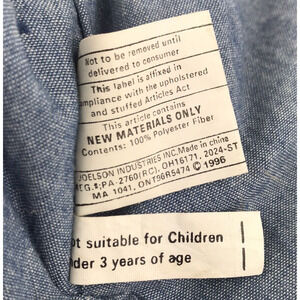 Not to be removed until
delivered to consumer
This label is affixed in
compliance with the upholstered
and stuffed Articles Act
This article contains
NEW MATERIALS ONLY
Contents: 100% Polyester Fiber
JOELSON INDUSTRIES INC. Made in china
REG.#;PA-2760(RC), OH16171, 2024-ST
MA 1041, ONT96R5474 © 1996
ot suitable for Children
nder 3 years of age